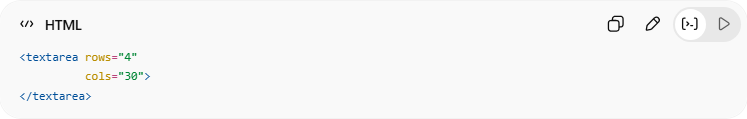 HTML
<textarea rows="4"
cols="30">
</textarea>